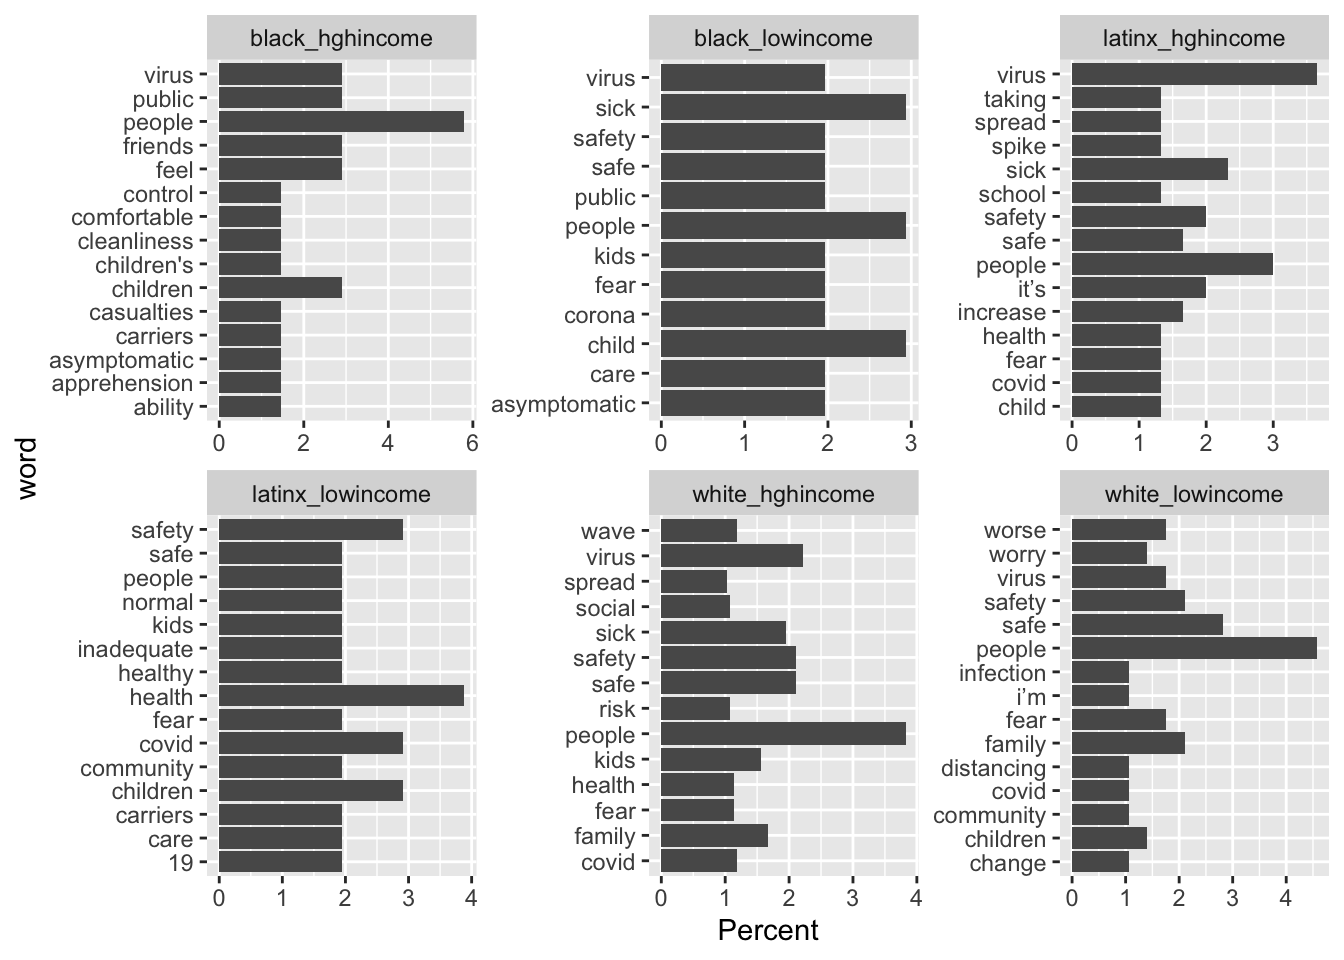 word
black_hghincome
virus
public
people
friends
feel
control
comfortable
cleanliness
children's
children
casualties
carriers
asymptomatic
apprehension
ability
0 2 4 6
black_lowincome
virus
sick
safety
safe
public
people
kids
fear
corona
child
care
asymptomatic
0 1 2 3
latinx_hghincome
virus
taking
spread
spike
sick
school
safety
safe
people
it’s
increase
health
fear
covid
child
0 1 2 3
latinx_lowincome
safety
safe
people
normal
kids
inadequate
healthy
health
fear
covid
community
children
carriers
care
19
0 1 2 3 4
white_hghincome
wave
virus
spread
social
sick
safety
safe
risk
people
kids
health
fear
family
covid
0 1 2 3 4
white_lowincome
worse
worry
virus
safety
safe
people
infection
i’m
fear
family
distancing
covid
community
children
change
0 1 2 3 4
Percent